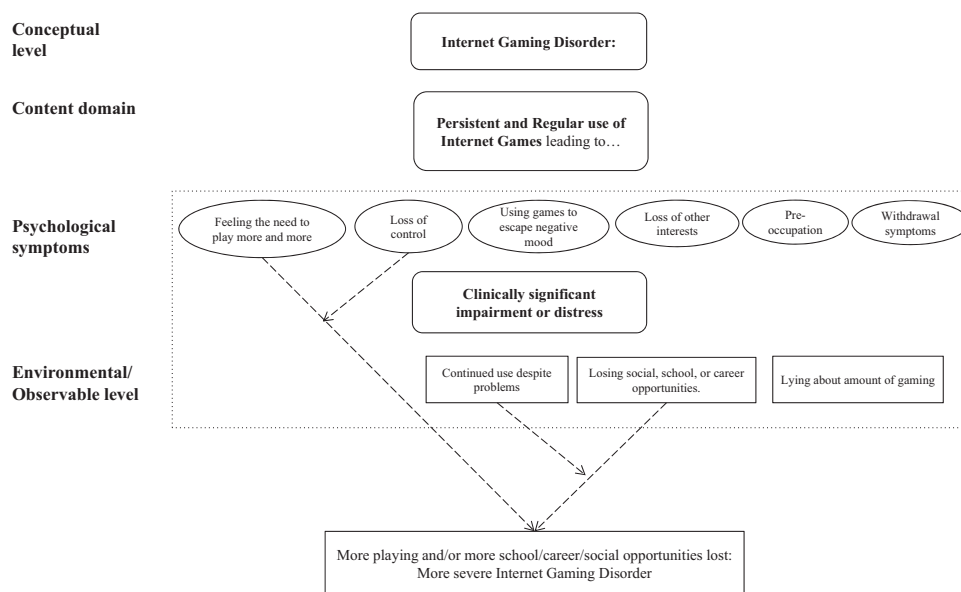 Conceptual
level
Internet Gaming Disorder:
Content domain
Persistent and Regular use of
Internet Games leading to…
Psychological
symptoms
Feeling the need to
play more and more
Loss of
control
Using games to
escape negative
mood
Loss of other
interests
Pre-
occupation
Withdrawal
symptoms
Clinically significant
impairment or distress
Environmental/
Observable level
Continued use despite
problems
Losing social, school, or career
opportunities.
Lying about amount of gaming
More playing and/or more school/career/social opportunities lost:
More severe Internet Gaming Disorder